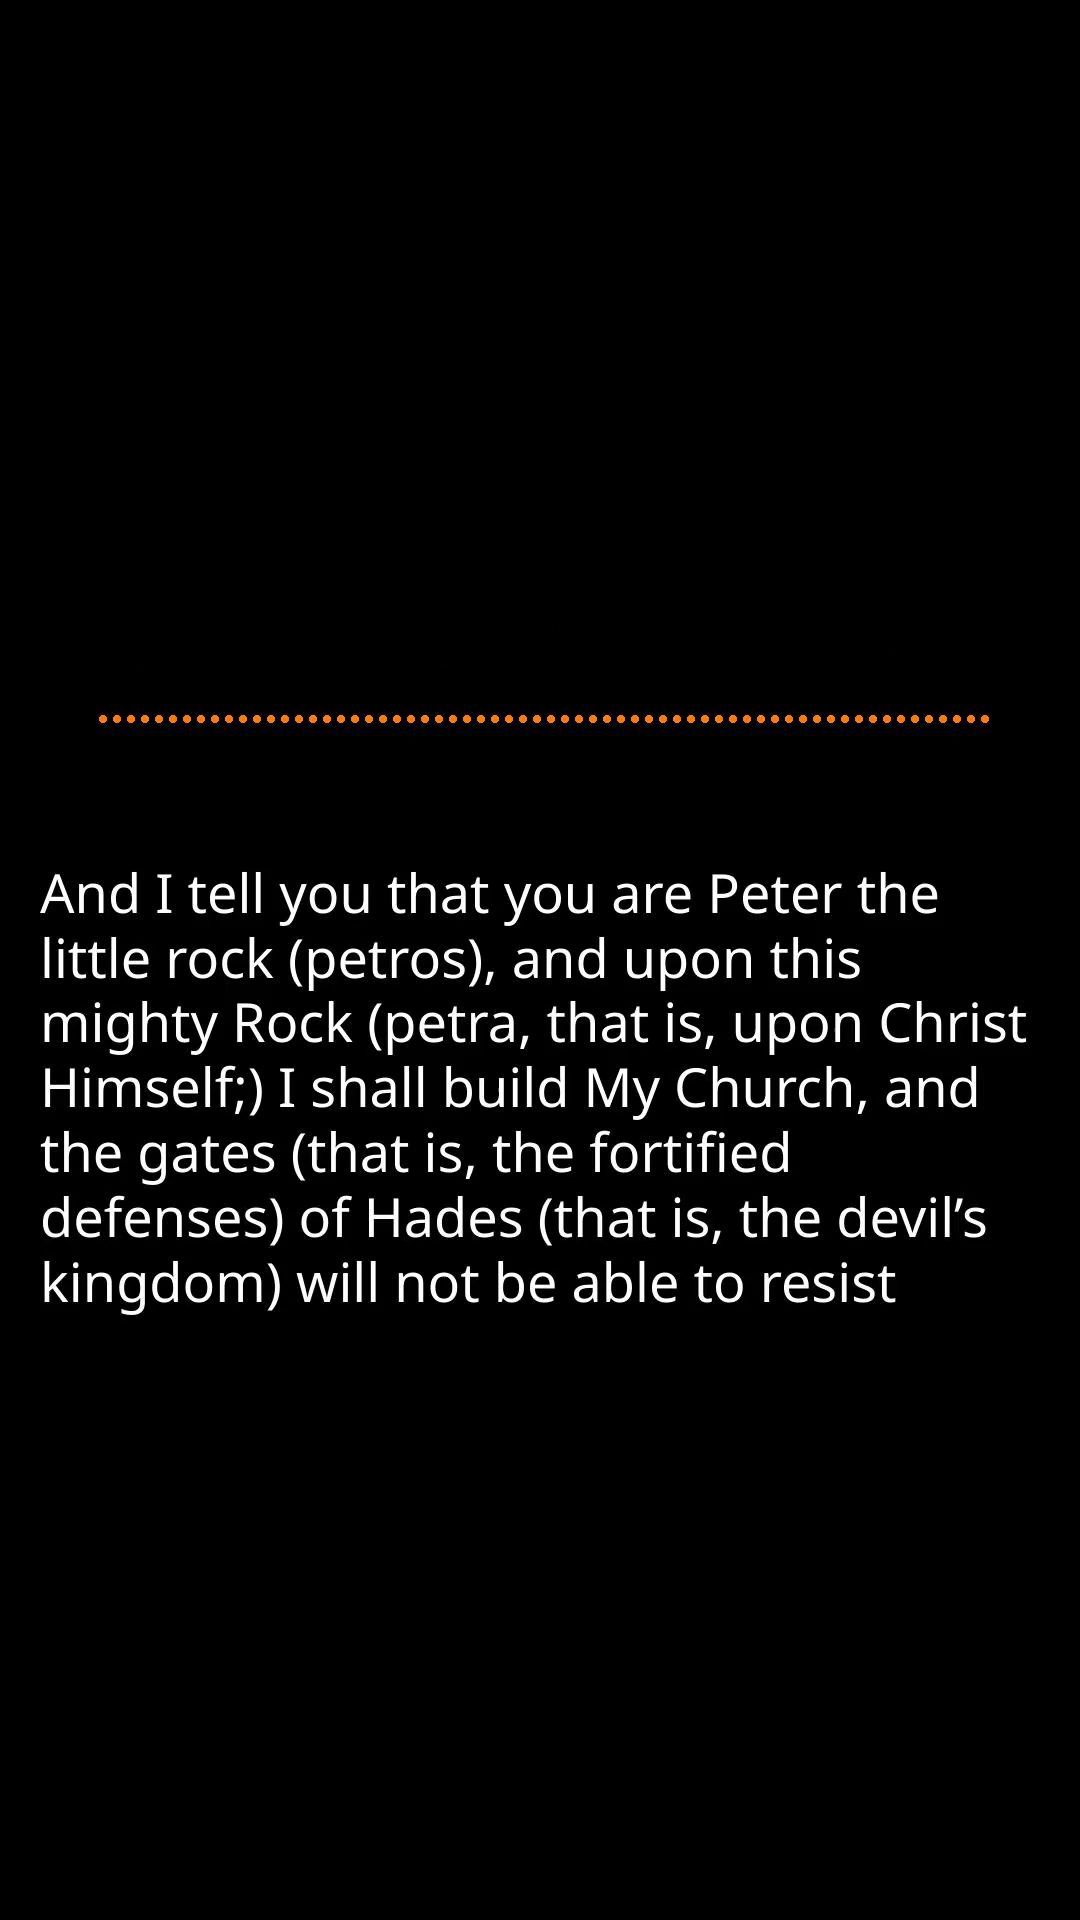 And I tell you that you are Peter the
little rock (petros), and upon this
mighty Rock (petra, that is, upon Christ
Himself;) I shall build My Church, and
the gates (that is, the fortified
defenses) of Hades (that is, the devil’s
kingdom) will not be able to resist